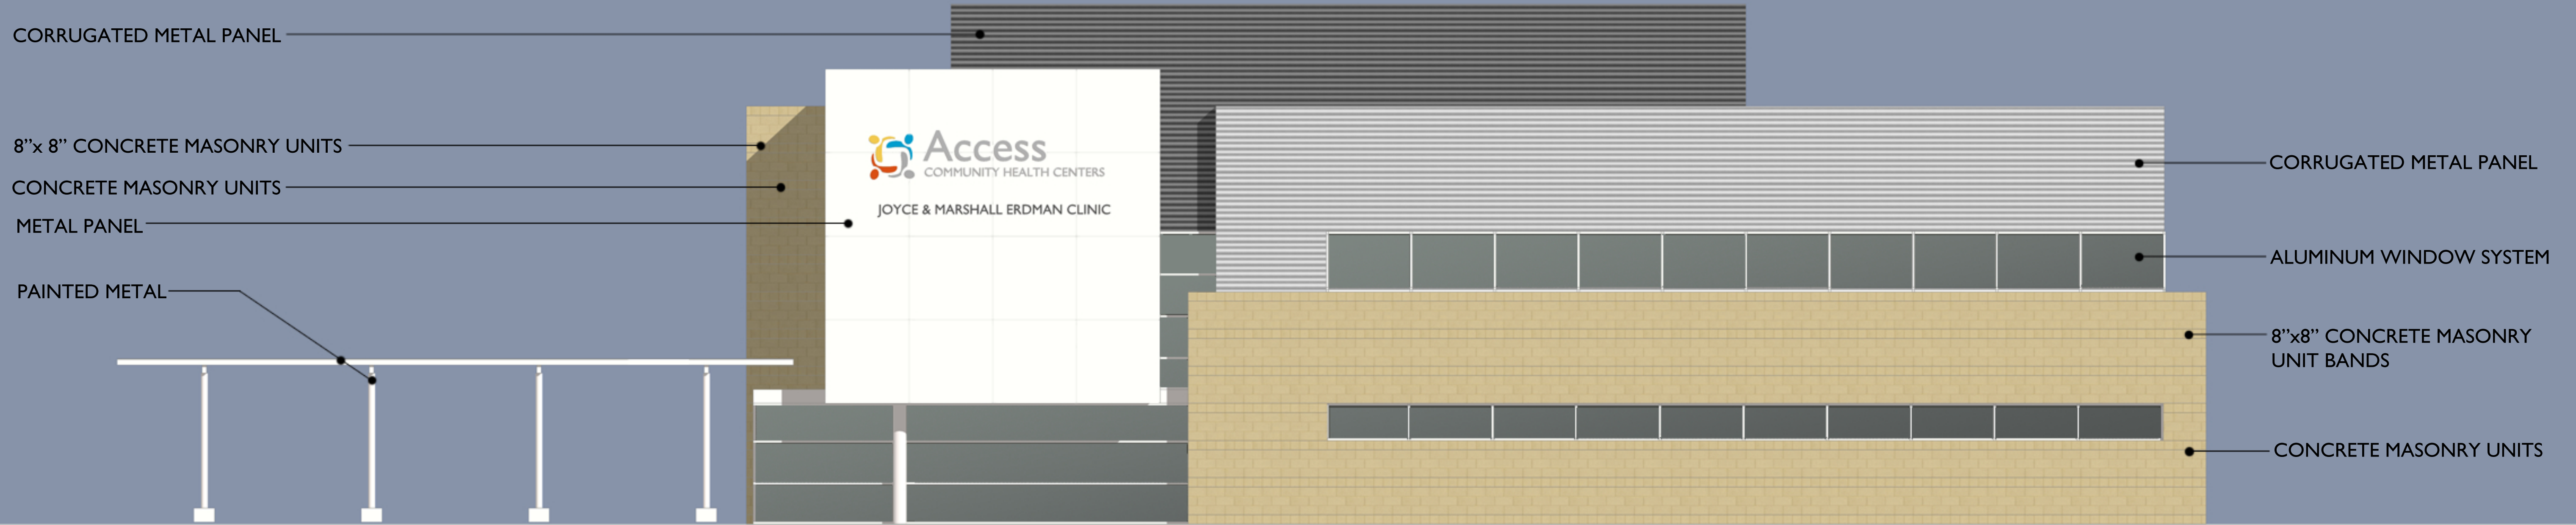 CORRUGATED METAL PANEL
8”x 8” CONCRETE MASONRY UNITS
CONCRETE MASONRY UNITS
METAL PANEL
PAINTED METAL
Access
COMMUNITY HEALTH CENTERS
JOYCE & MARSHALL ERDMAN CLINIC
CORRUGATED METAL PANEL
ALUMINUM WINDOW SYSTEM
8”x8” CONCRETE MASONRY
UNIT BANDS
CONCRETE MASONRY UNITS